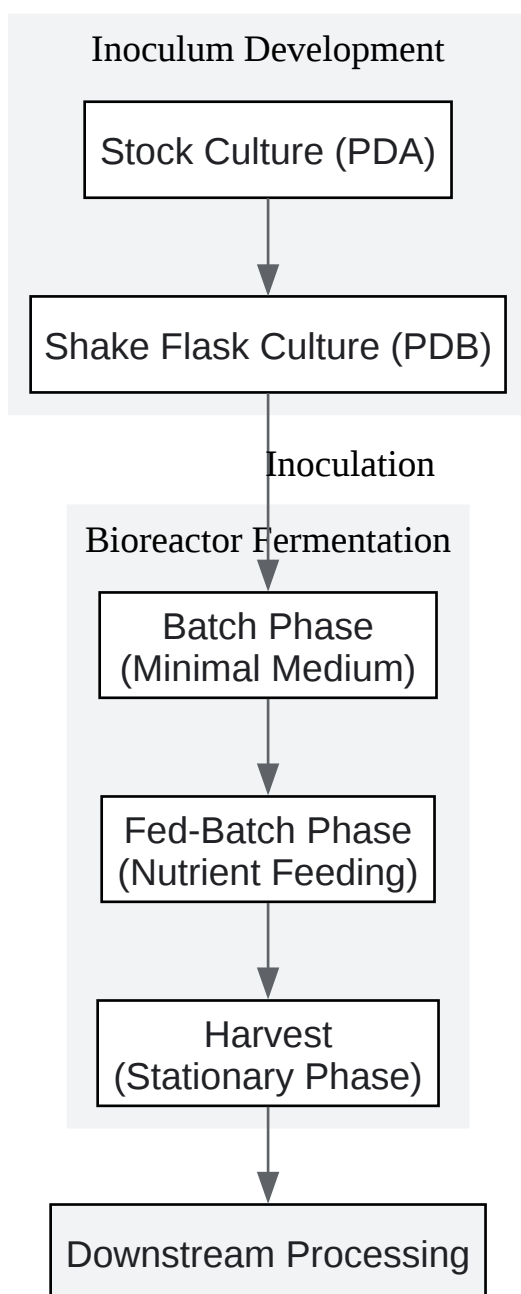 Inoculum Development
Stock Culture (PDA)
Shake Flask Culture (PDB)
Inoculation
Bioreactor Fermentation
Batch Phase
(Minimal Medium)
Fed-Batch Phase
(Nutrient Feeding)
Harvest
(Stationary Phase)
Downstream Processing